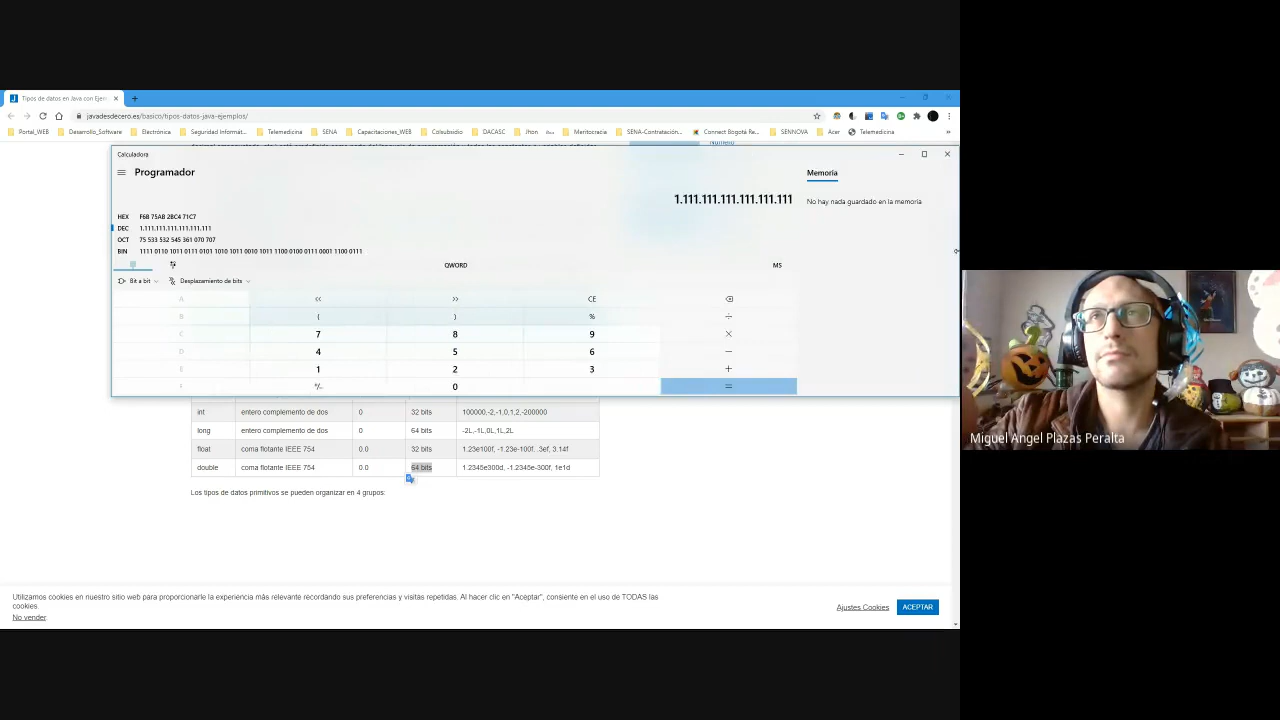 Tipos de datos en Java con Ejem
javadesdecero.es/basico/tipos-datos-java-ejemplos/
Portal_WEB Desarollo_Software Electrónica Seguridad Informát... Telemedicina SENA Capacitaciones_WEB Colsubsidio DACASC Jhon Meritocracia SENA-Contratación... Connect Bogotá Re... SENNOVA Acer Telemedicina »
Número
Calculadora
Programador
Memoria
1.111.111.111.111.111.111
No hay nada guardado en la memoria
HEX F6B 75AB 2BC4 71C7
DEC 1.111.111.111.111.111.111
OCT 75 533 532 545 361 070 707
BIN 1111 0110 1011 0111 0101 1010 1011 0010 1011 1100 0100 0111 0001 1100 0111
QWORD MS
Bit a bit Desplazamiento de bits
A << >> CE
B ( ) % ÷
C 7 8 9 ×
D 4 5 6 −
E 1 2 3 +
F +/− 0 =
int entero complemento de dos 0 32 bits 100000,-2,-1,0,1,2,-200000
long entero complemento de dos 0 64 bits -2L,-1L,0L,1L,2L
float coma flotante IEEE 754 0.0 32 bits 1.23e100f, -1.23e-100f, .3ef, 3.14f
double coma flotante IEEE 754 0.0 64 bits 1.2345e300d, -1.2345e-300f, 1e1d
Los tipos de datos primitivos se pueden organizar en 4 grupos:
Utilizamos cookies en nuestro sitio web para proporcionarle la experiencia más relevante recordando sus preferencias y visitas repetidas. Al hacer clic en "Aceptar", consiente en el uso de TODAS las
cookies.
No vender
Ajustes Cookies
ACEPTAR
Miguel Angel Plazas Peralta